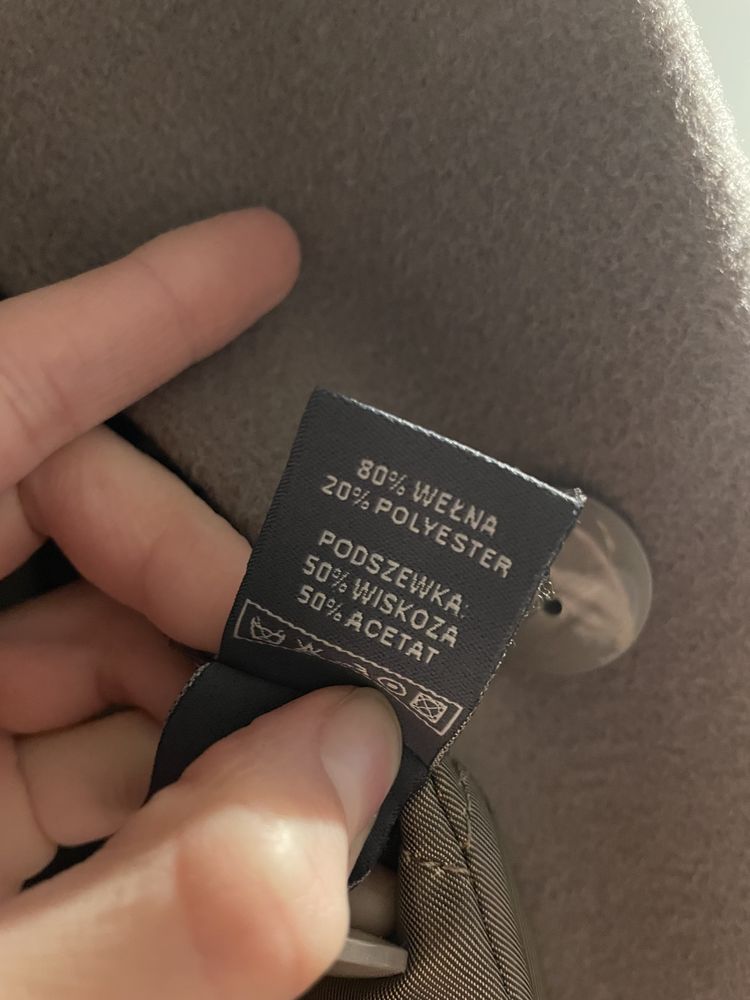 80% WEŁNA
20% POLYESTER
PODSZEWKA:
50% WISKOZA
50% ACETAT